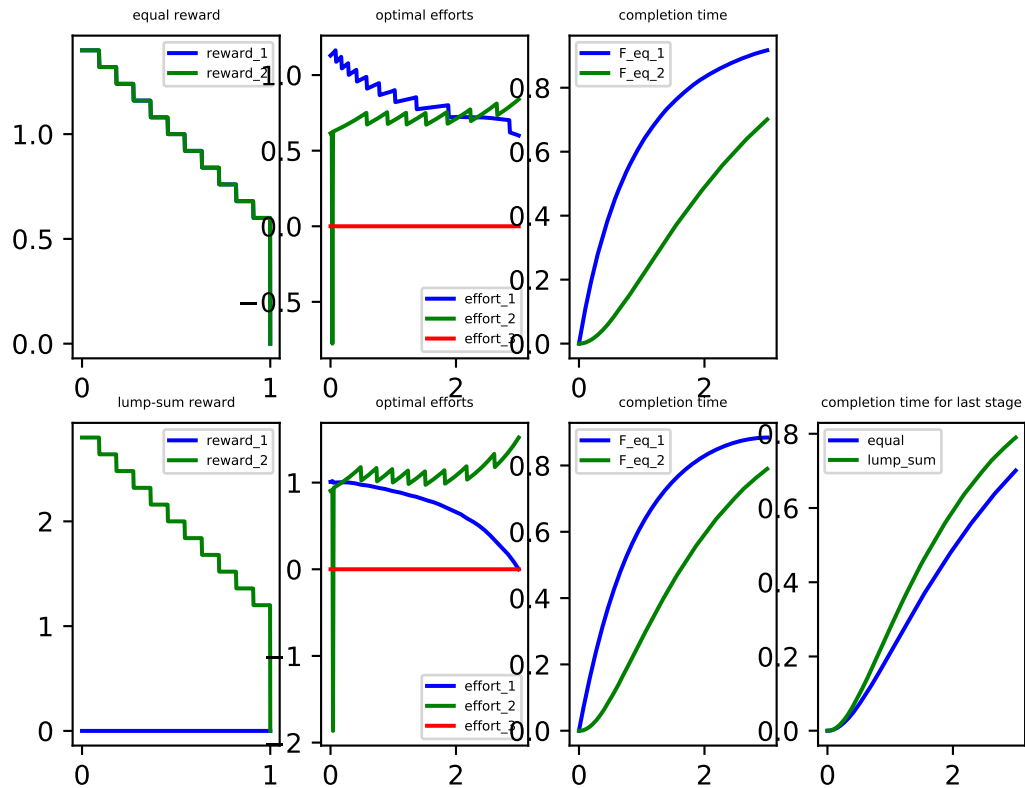 equal reward
optimal efforts
completion time
reward_1
reward_2
1.0
0.5
0.0
0
1
1.0
0.5
0.0
−0.5
effort_1
effort_2
effort_3
0
2
F_eq_1
F_eq_2
0.8
0.6
0.4
0.2
0.0
0
2
lump-sum reward
optimal efforts
completion time
completion time for last stage
reward_1
reward_2
2
1
0
0
1
1
0
−1
−2
effort_1
effort_2
effort_3
0
2
F_eq_1
F_eq_2
0.8
0.6
0.4
0.2
0.0
0
2
equal
lump_sum
0.8
0.6
0.4
0.2
0.0
0
2